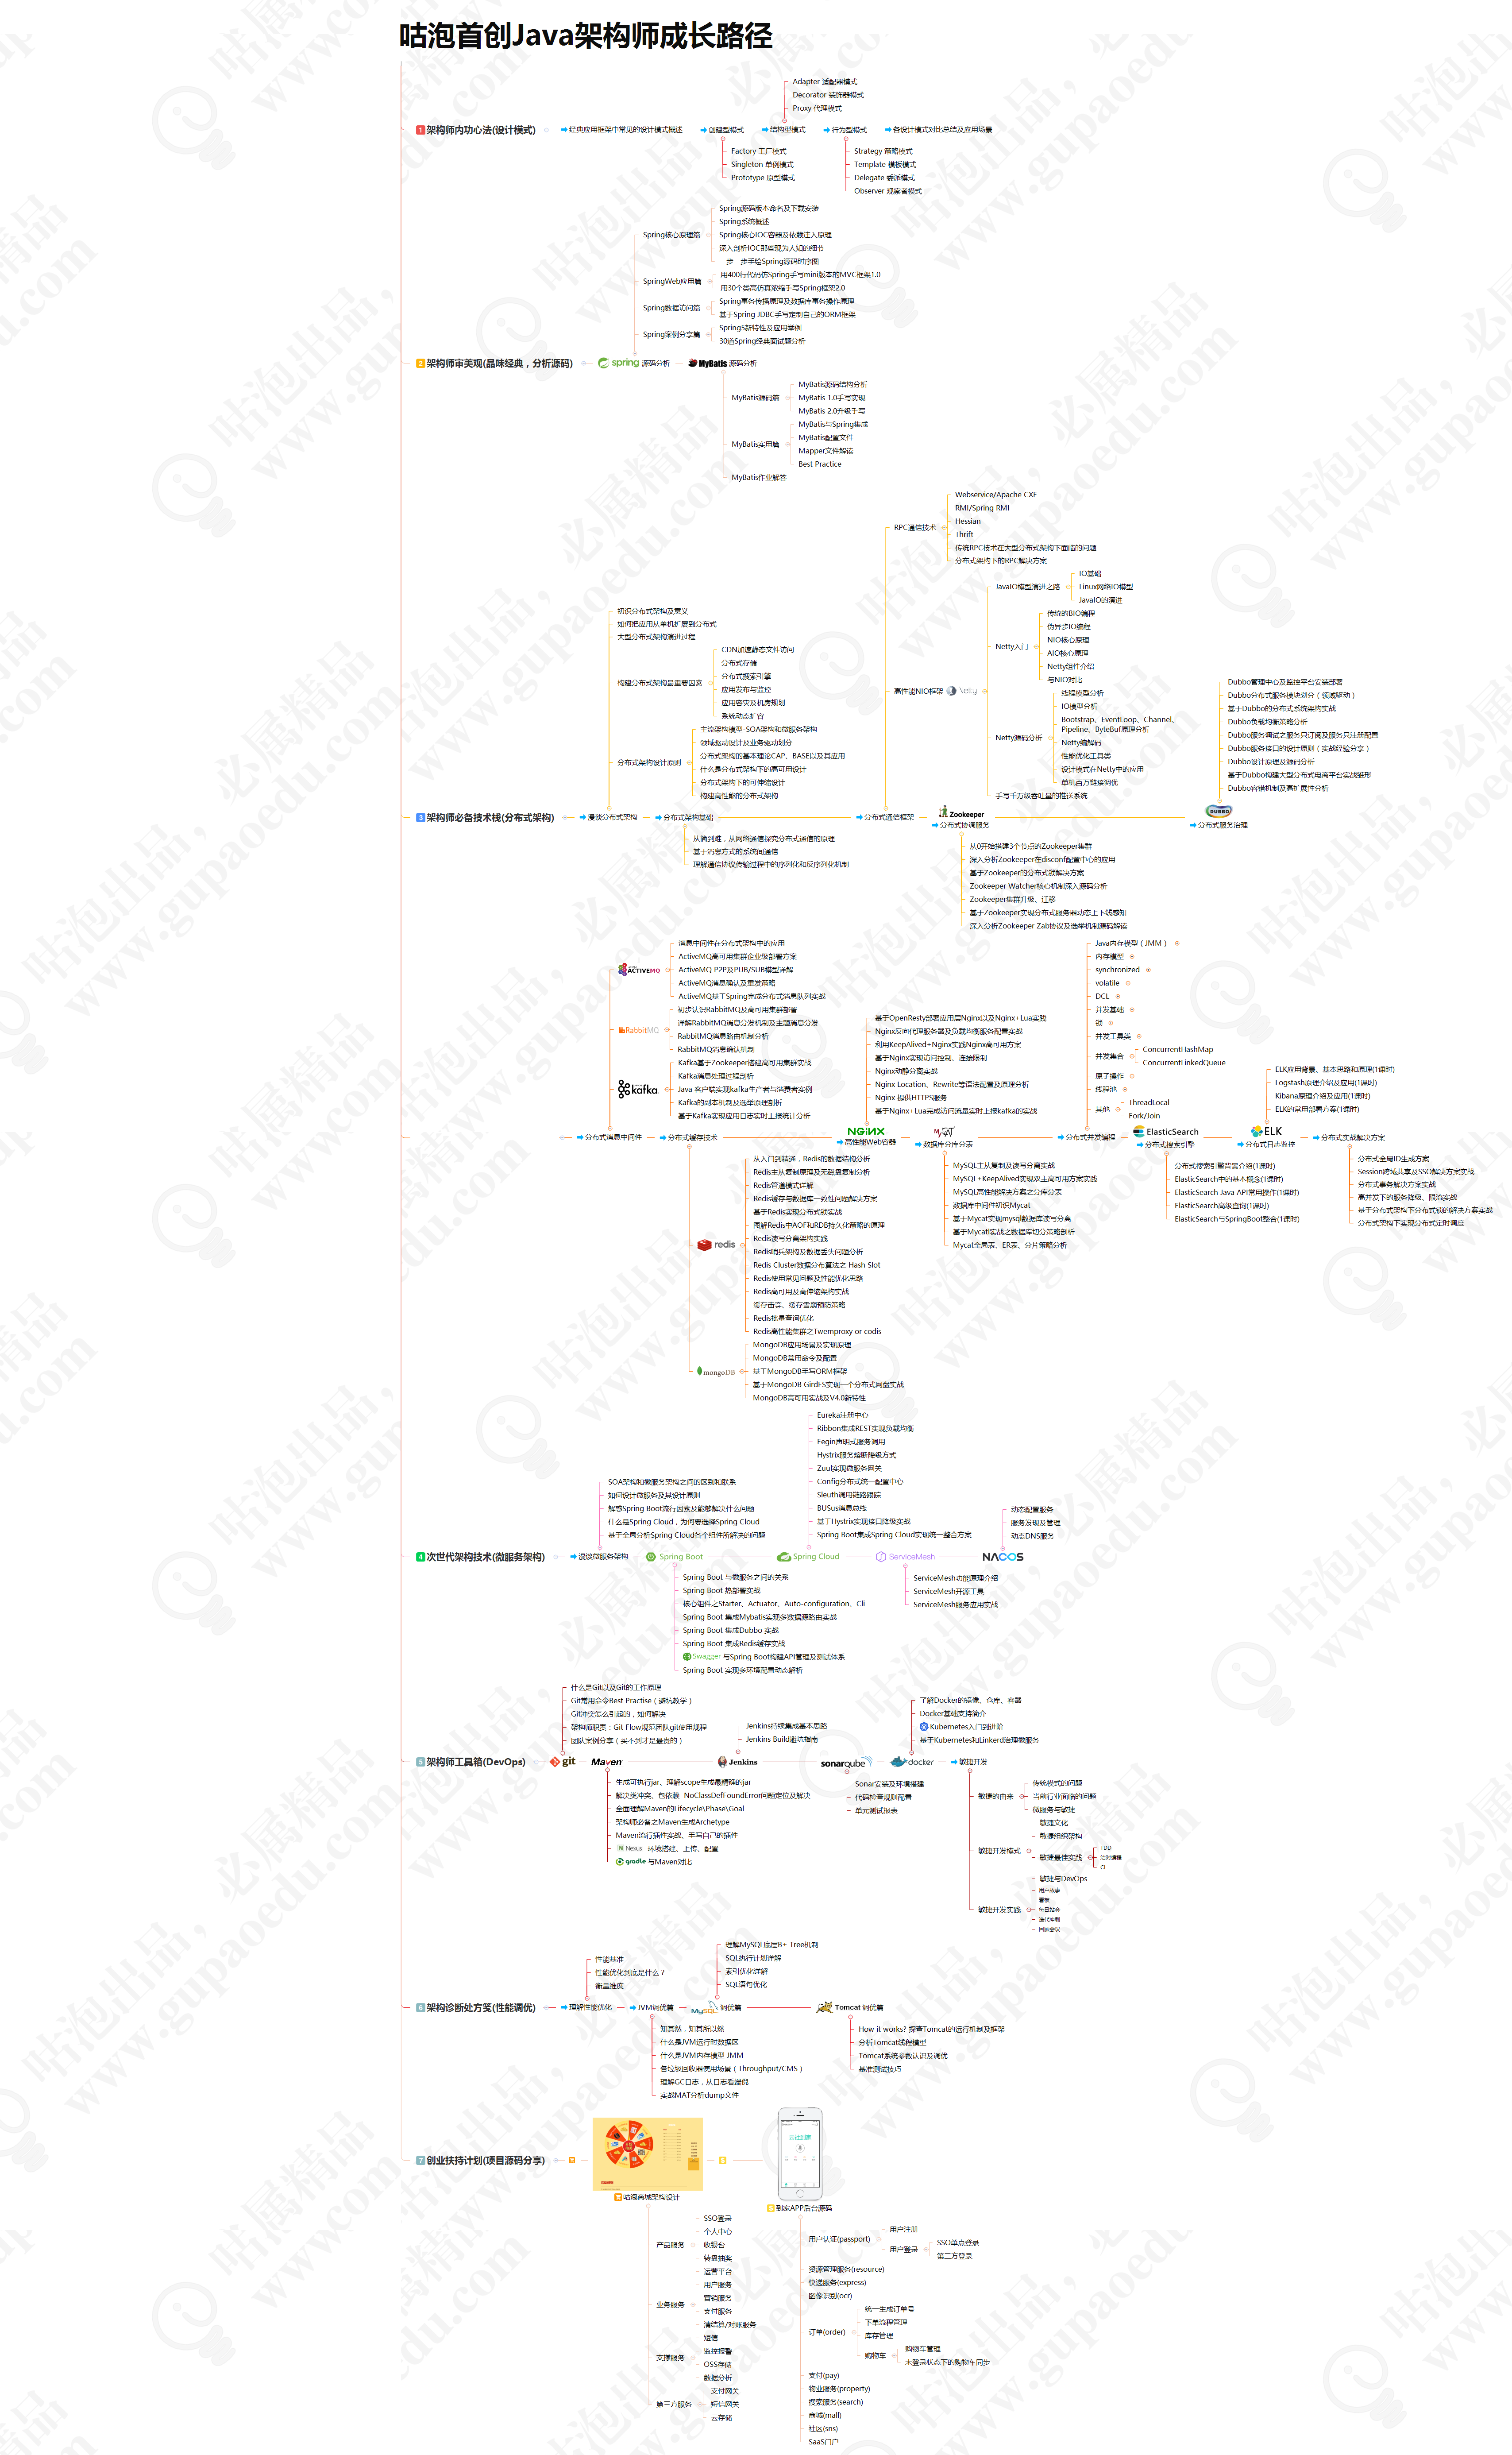 咕泡首创Java架构师成长路径
1 架构师内功心法(设计模式)
经典应用框架中常见的设计模式概述
创建型模式
Factory 工厂模式
Singleton 单例模式
Prototype 原型模式
结构型模式
Adapter 适配器模式
Decorator 装饰器模式
Proxy 代理模式
行为型模式
Strategy 策略模式
Template 模板模式
Delegate 委派模式
Observer 观察者模式
各设计模式对比总结及应用场景
2 架构师审美观(品味经典，分析源码)
spring 源码分析
Spring核心原理篇
Spring源码版本命名及下载安装
Spring系统概述
Spring核心IOC容器及依赖注入原理
深入剖析IOC那些现为人知的细节
一步一步手绘Spring源码时序图
SpringWeb应用篇
用400行代码仿Spring手写mini版本的MVC框架1.0
用30个类高仿真浓缩手写Spring框架2.0
Spring数据访问篇
Spring事务传播原理及数据库事务操作原理
基于Spring JDBC手写定制自己的ORM框架
Spring案例分享篇
Spring5新特性及应用举例
30道Spring经典面试题分析
MyBatis 源码分析
MyBatis源码篇
MyBatis源码结构分析
MyBatis 1.0手写实现
MyBatis 2.0升级手写
MyBatis实用篇
MyBatis与Spring集成
MyBatis配置文件
Mapper文件解读
Best Practice
MyBatis作业解答
3 架构师必备技术栈(分布式架构)
漫谈分布式架构
初识分布式架构及意义
如何把应用从单机扩展到分布式
大型分布式架构演进过程
构建分布式架构最重要因素
CDN加速静态文件访问
分布式存储
分布式搜索引擎
应用发布与监控
应用容灾及机房规划
系统动态扩容
分布式架构设计原则
主流架构模型-SOA架构和微服务架构
领域驱动设计及业务驱动划分
分布式架构的基本理论CAP、BASE以及其应用
什么是分布式架构下的高可用设计
分布式架构下的可伸缩设计
构建高性能的分布式架构
分布式架构基础
从简到难，从网络通信探究分布式通信的原理
基于消息方式的系统间通信
理解通信协议传输过程中的序列化和反序列化机制
分布式通信框架
RPC通信技术
Webservice/Apache CXF
RMI/Spring RMI
Hessian
Thrift
传统RPC技术在大型分布式架构下面临的问题
分布式架构下的RPC解决方案
高性能NIO框架 Netty
JavaIO模型演进之路
IO基础
Linux网络IO模型
JavaIO的演进
Netty入门
传统的BIO编程
伪异步IO编程
NIO核心原理
AIO核心原理
Netty组件介绍
与NIO对比
Netty源码分析
线程模型分析
IO模型分析
Bootstrap、EventLoop、Channel、
Pipeline、ByteBuf原理分析
Netty编解码
性能优化工具类
设计模式在Netty中的应用
单机百万链接调优
手写千万级吞吐量的推送系统
Zookeeper
分布式协调服务
从0开始搭建3个节点的Zookeeper集群
深入分析Zookeeper在disconf配置中心的应用
基于Zookeeper的分布式锁解决方案
Zookeeper Watcher核心机制深入源码分析
Zookeeper集群升级、迁移
基于Zookeeper实现分布式服务器动态上下线感知
深入分析Zookeeper Zab协议及选举机制源码解读
DUBBO
分布式服务治理
Dubbo管理中心及监控平台安装部署
Dubbo分布式服务模块划分（领域驱动）
基于Dubbo的分布式系统架构实战
Dubbo负载均衡策略分析
Dubbo服务调试之服务只订阅及服务只注册配置
Dubbo服务接口的设计原则（实战经验分享）
Dubbo设计原理及源码分析
基于Dubbo构建大型分布式电商平台实战雏形
Dubbo容错机制及高扩展性分析
分布式消息中间件
ACTIVEMQ
消息中间件在分布式架构中的应用
ActiveMQ高可用集群企业级部署方案
ActiveMQ P2P及PUB/SUB模型详解
ActiveMQ消息确认及重发策略
ActiveMQ基于Spring完成分布式消息队列实战
RabbitMQ
初步认识RabbitMQ及高可用集群部署
详解RabbitMQ消息分发机制及主题消息分发
RabbitMQ消息路由机制分析
RabbitMQ消息确认机制
kafka
Kafka基于Zookeeper搭建高可用集群实战
Kafka消息处理过程剖析
Java 客户端实现kafka生产者与消费者实例
Kafka的副本机制及选举原理剖析
基于Kafka实现应用日志实时上报统计分析
分布式缓存技术
redis
从入门到精通，Redis的数据结构分析
Redis主从复制原理及无磁盘复制分析
Redis管道模式详解
Redis缓存与数据库一致性问题解决方案
基于Redis实现分布式锁实战
图解Redis中AOF和RDB持久化策略的原理
Redis读写分离架构实践
Redis哨兵架构及数据丢失问题分析
Redis Cluster数据分布算法之 Hash Slot
Redis使用常见问题及性能优化思路
Redis高可用及高伸缩架构实战
缓存击穿、缓存雪崩预防策略
Redis批量查询优化
Redis高性能集群之Twemproxy or codis
mongoDB
MongoDB应用场景及实现原理
MongoDB常用命令及配置
基于MongoDB手写ORM框架
基于MongoDB GirdFS实现一个分布式网盘实战
MongoDB高可用实战及V4.0新特性
NGINX
高性能Web容器
基于OpenResty部署应用层Nginx以及Nginx+Lua实践
Nginx反向代理服务器及负载均衡服务配置实战
利用KeepAlived+Nginx实践Nginx高可用方案
基于Nginx实现访问控制、连接限制
Nginx动静分离实战
Nginx Location、Rewrite等语法配置及原理分析
Nginx 提供HTTPS服务
基于Nginx+Lua完成访问流量实时上报kafka的实战
数据库分库分表
MySQL主从复制及读写分离实战
MySQL+KeepAlived实现双主高可用方案实践
MySQL高性能解决方案之分库分表
数据库中间件初识Mycat
基于Mycat实现mysql数据库读写分离
基于Mycat实战之数据库切分策略剖析
Mycat全局表、ER表、分片策略分析
分布式并发编程
Java内存模型（JMM）
内存模型
synchronized
volatile
DCL
并发基础
锁
并发工具类
并发集合
ConcurrentHashMap
ConcurrentLinkedQueue
原子操作
线程池
其他
ThreadLocal
Fork/Join
ElasticSearch
分布式搜索引擎
分布式搜索引擎背景介绍(1课时)
ElasticSearch中的基本概念(1课时)
ElasticSearch Java API常用操作(1课时)
ElasticSearch高级查询(1课时)
ElasticSearch与SpringBoot整合(1课时)
ELK
分布式日志监控
ELK应用背景、基本思路和原理(1课时)
Logstash原理介绍及应用(1课时)
Kibana原理介绍及应用(1课时)
ELK的常用部署方案(1课时)
分布式实战解决方案
分布式全局ID生成方案
Session跨域共享及SSO解决方案实战
分布式事务解决方案实战
高并发下的服务降级、限流实战
基于分布式架构下分布式锁的解决方案实战
分布式架构下实现分布式定时调度
4 次世代架构技术(微服务架构)
漫谈微服务架构
SOA架构和微服务架构之间的区别和联系
如何设计微服务及其设计原则
解惑Spring Boot流行因素及能够解决什么问题
什么是Spring Cloud，为何要选择Spring Cloud
基于全局分析Spring Cloud各个组件所解决的问题
Spring Boot
Spring Boot 与微服务之间的关系
Spring Boot 热部署实战
核心组件之Starter、Actuator、Auto-configuration、Cli
Spring Boot 集成Mybatis实现多数据源路由实战
Spring Boot 集成Dubbo 实战
Spring Boot 集成Redis缓存实战
Swagger 与Spring Boot构建API管理及测试体系
Spring Boot 实现多环境配置动态解析
Spring Cloud
Eureka注册中心
Ribbon集成REST实现负载均衡
Fegin声明式服务调用
Hystrix服务熔断降级方式
Zuul实现微服务网关
Config分布式统一配置中心
Sleuth调用链路跟踪
BUSus消息总线
基于Hystrix实现接口降级实战
Spring Boot集成Spring Cloud实现统一整合方案
ServiceMesh
ServiceMesh功能原理介绍
ServiceMesh开源工具
ServiceMesh服务应用实战
NACOS
动态配置服务
服务发现及管理
动态DNS服务
5 架构师工具箱(DevOps)
git
什么是Git以及Git的工作原理
Git常用命令Best Practise（避坑教学）
Git冲突怎么引起的，如何解决
架构师职责：Git Flow规范团队git使用规程
团队案例分享（买不到才是最贵的）
Maven
生成可执行jar、理解scope生成最精确的jar
解决类冲突、包依赖 NoClassDefFoundError问题定位及解决
全面理解Maven的Lifecycle\Phase\Goal
架构师必备之Maven生成Archetype
Maven流行插件实战、手写自己的插件
Nexus 环境搭建、上传、配置
gradle 与Maven对比
Jenkins
Jenkins持续集成基本思路
Jenkins Build避坑指南
sonarqube
Sonar安装及环境搭建
代码检查规则配置
单元测试报表
docker
了解Docker的镜像、仓库、容器
Docker基础支持简介
Kubernetes入门到进阶
基于Kubernetes和Linkerd治理微服务
敏捷开发
敏捷的由来
传统模式的问题
当前行业面临的问题
微服务与敏捷
敏捷开发模式
敏捷文化
敏捷组织架构
敏捷最佳实践
TDD
结对编程
CI
敏捷与DevOps
敏捷开发实践
用户故事
看板
每日站会
迭代冲刺
回顾会议
6 架构诊断处方笺(性能调优)
理解性能优化
性能基准
性能优化到底是什么？
衡量维度
JVM调优篇
知其然，知其所以然
什么是JVM运行时数据区
什么是JVM内存模型 JMM
各垃圾回收器使用场景（Throughput/CMS）
理解GC日志，从日志看端倪
实战MAT分析dump文件
MySQL 调优篇
理解MySQL底层B+ Tree机制
SQL执行计划详解
索引优化详解
SQL语句优化
Tomcat 调优篇
How it works? 探查Tomcat的运行机制及框架
分析Tomcat线程模型
Tomcat系统参数认识及调优
基准测试技巧
7 创业扶持计划(项目源码分享)
咕泡商城架构设计
产品服务
SSO登录
个人中心
收银台
转盘抽奖
运营平台
业务服务
用户服务
营销服务
支付服务
清结算/对账服务
支撑服务
短信
监控报警
OSS存储
数据分析
第三方服务
支付网关
短信网关
云存储
到家APP后台源码
用户认证(passport)
用户注册
用户登录
SSO单点登录
第三方登录
资源管理服务(resource)
快递服务(express)
图像识别(ocr)
订单(order)
统一生成订单号
下单流程管理
库存管理
购物车
购物车管理
未登录状态下的购物车同步
支付(pay)
物业服务(property)
搜索服务(search)
商城(mall)
社区(sns)
SaaS门户
咕泡出品，必属精品
www.gupaoedu.com